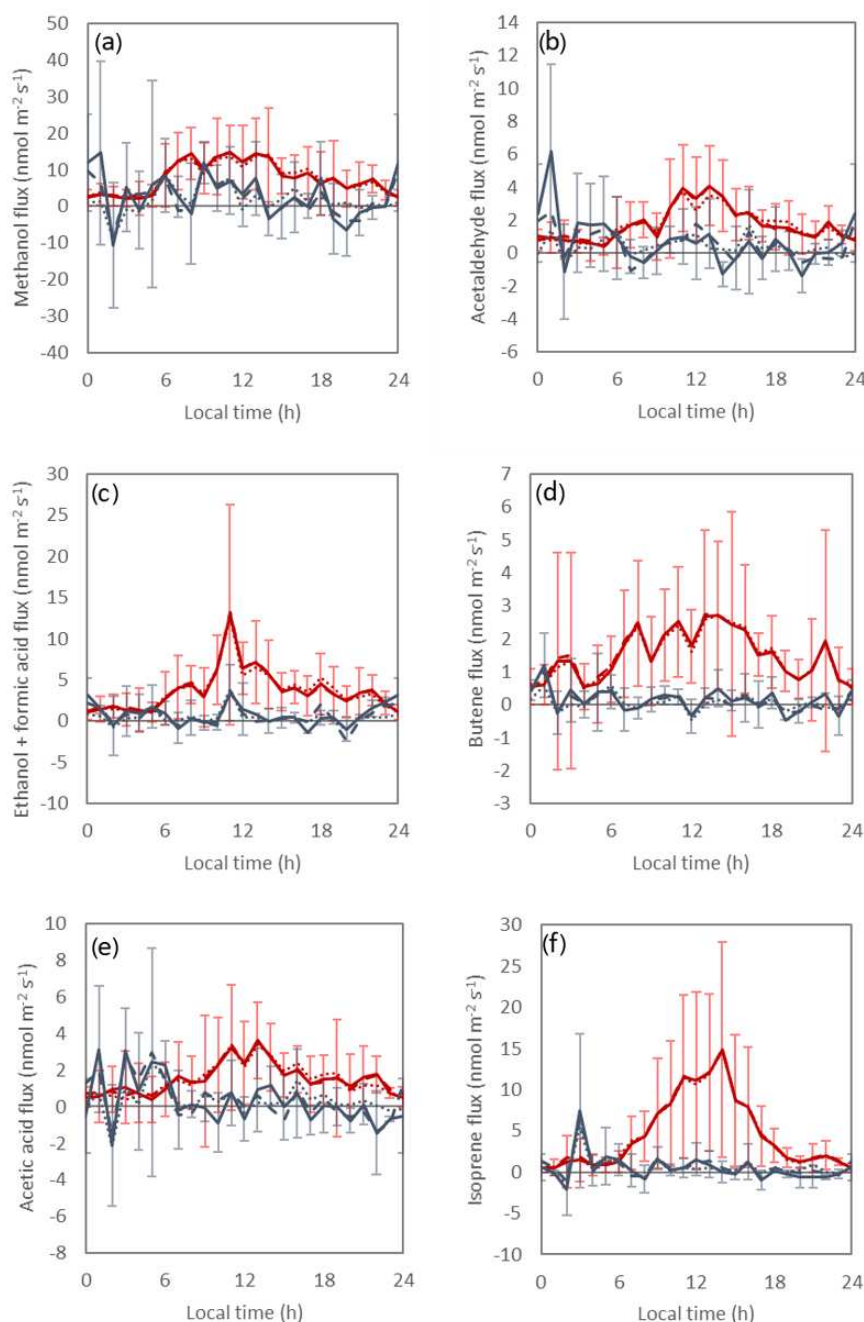 (a)
Methanol flux (nmol m⁻² s⁻¹)
50
40
30
20
10
0
-10
-20
-30
-40
0 6 12 18 24
Local time (h)
(b)
Acetaldehyde flux (nmol m⁻² s⁻¹)
14
12
10
8
6
4
2
0
-2
-4
-6
0 6 12 18 24
Local time (h)
(c)
Ethanol + formic acid flux (nmol m⁻² s⁻¹)
30
25
20
15
10
5
0
-5
-10
0 6 12 18 24
Local time (h)
(d)
Butene flux (nmol m⁻² s⁻¹)
7
6
5
4
3
2
1
0
-1
-2
-3
0 6 12 18 24
Local time (h)
(e)
Acetic acid flux (nmol m⁻² s⁻¹)
10
8
6
4
2
0
-2
-4
-6
-8
0 6 12 18 24
Local time (h)
(f)
Isoprene flux (nmol m⁻² s⁻¹)
30
25
20
15
10
5
0
-5
-10
0 6 12 18 24
Local time (h)